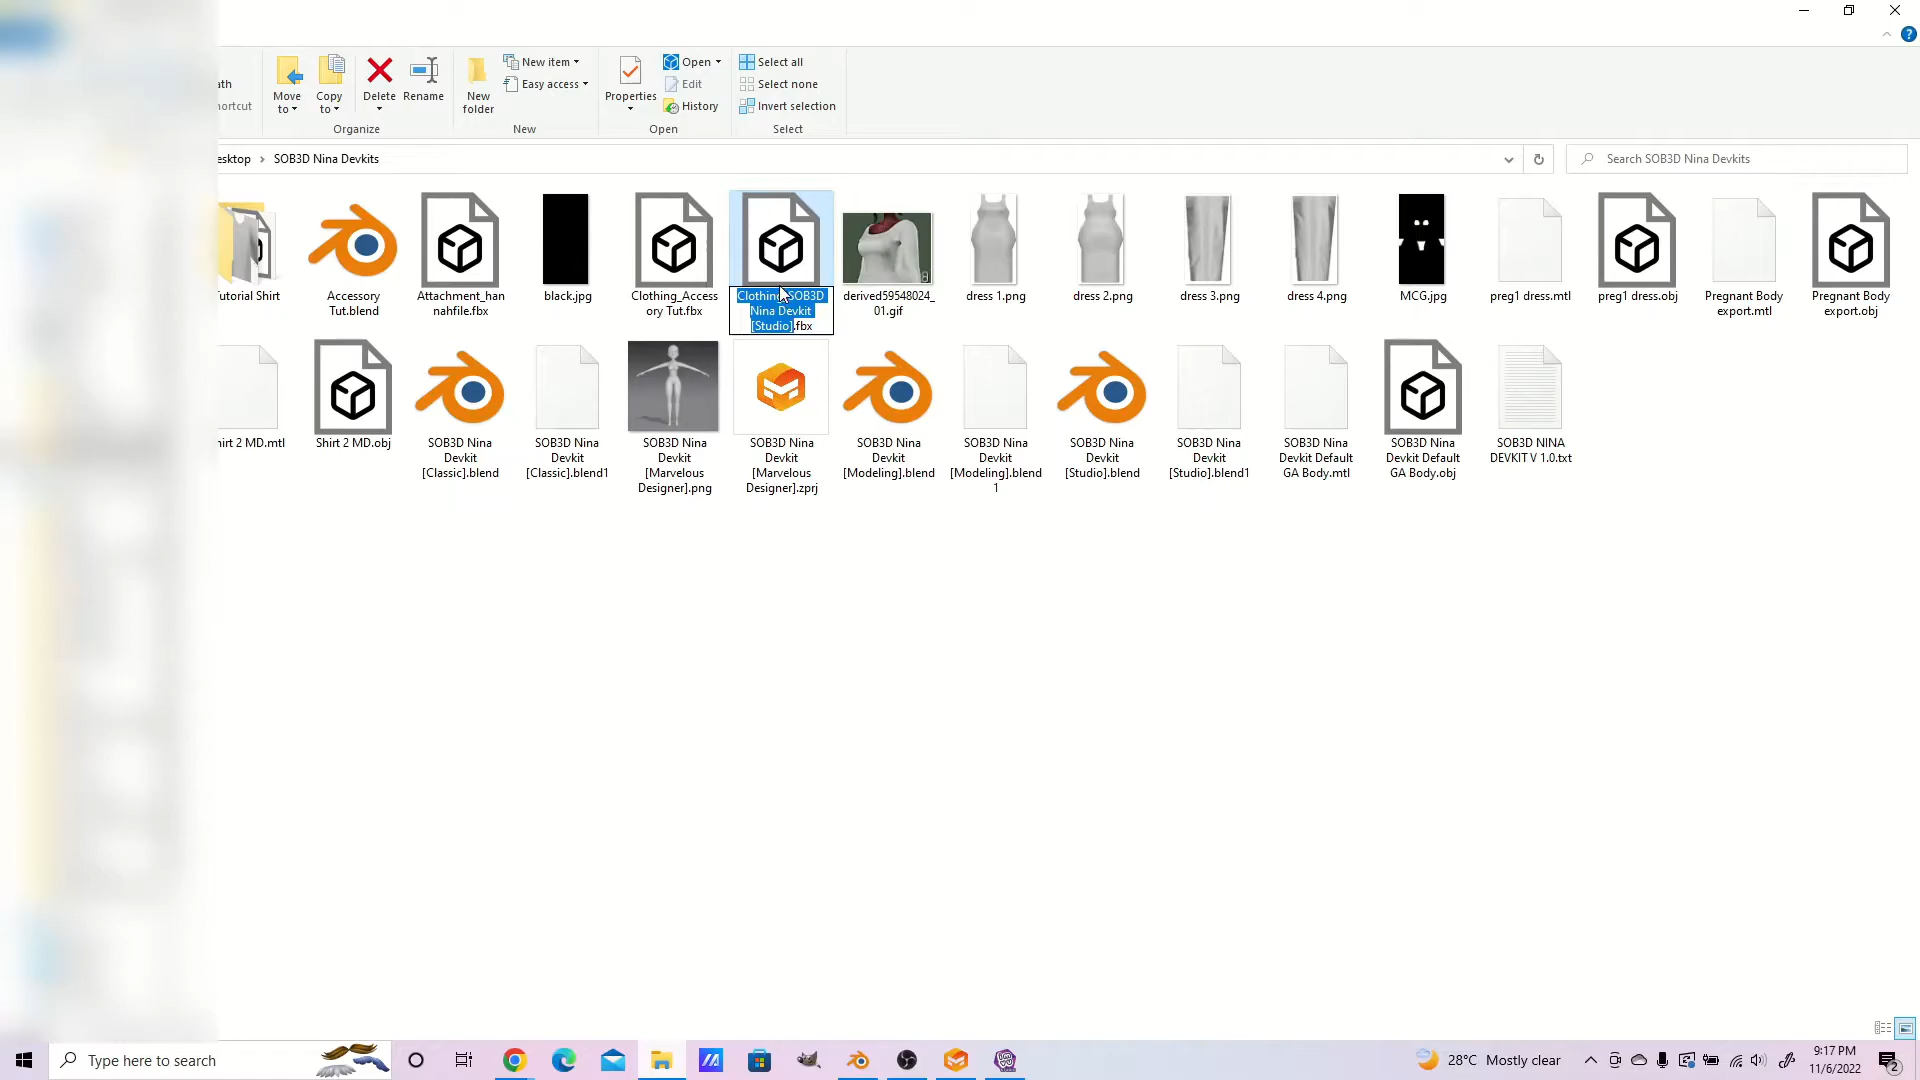 ath
ortcut
Move to
Copy to
Delete
Rename
Organize
New folder
New item
Easy access
New
Properties
Open
Edit
History
Open
Select all
Select none
Invert selection
Select
esktop > SOB3D Nina Devkits
Search SOB3D Nina Devkits
utorial Shirt
Accessory
Tut.blend
Attachment_han
nahfile.fbx
black.jpg
Clothing_Access
ory Tut.fbx
Clothing_SOB3D
Nina Devkit
[Studio].fbx
derived59548024_
01.gif
dress 1.png
dress 2.png
dress 3.png
dress 4.png
MCG.jpg
preg1 dress.mtl
preg1 dress.obj
Pregnant Body
export.mtl
Pregnant Body
export.obj
hirt 2 MD.mtl
Shirt 2 MD.obj
SOB3D Nina
Devkit
[Classic].blend
SOB3D Nina
Devkit
[Classic].blend1
SOB3D Nina
Devkit
[Marvelous
Designer].png
SOB3D Nina
Devkit
[Marvelous
Designer].zprj
SOB3D Nina
Devkit
[Modeling].blend
SOB3D Nina
Devkit
[Modeling].blend
1
SOB3D Nina
Devkit
[Studio].blend
SOB3D Nina
Devkit
[Studio].blend1
SOB3D Nina
Devkit Default
GA Body.mtl
SOB3D Nina
Devkit Default
GA Body.obj
SOB3D NINA
DEVKIT V 1.0.txt
Type here to search
28°C Mostly clear
9:17 PM
11/6/2022
2